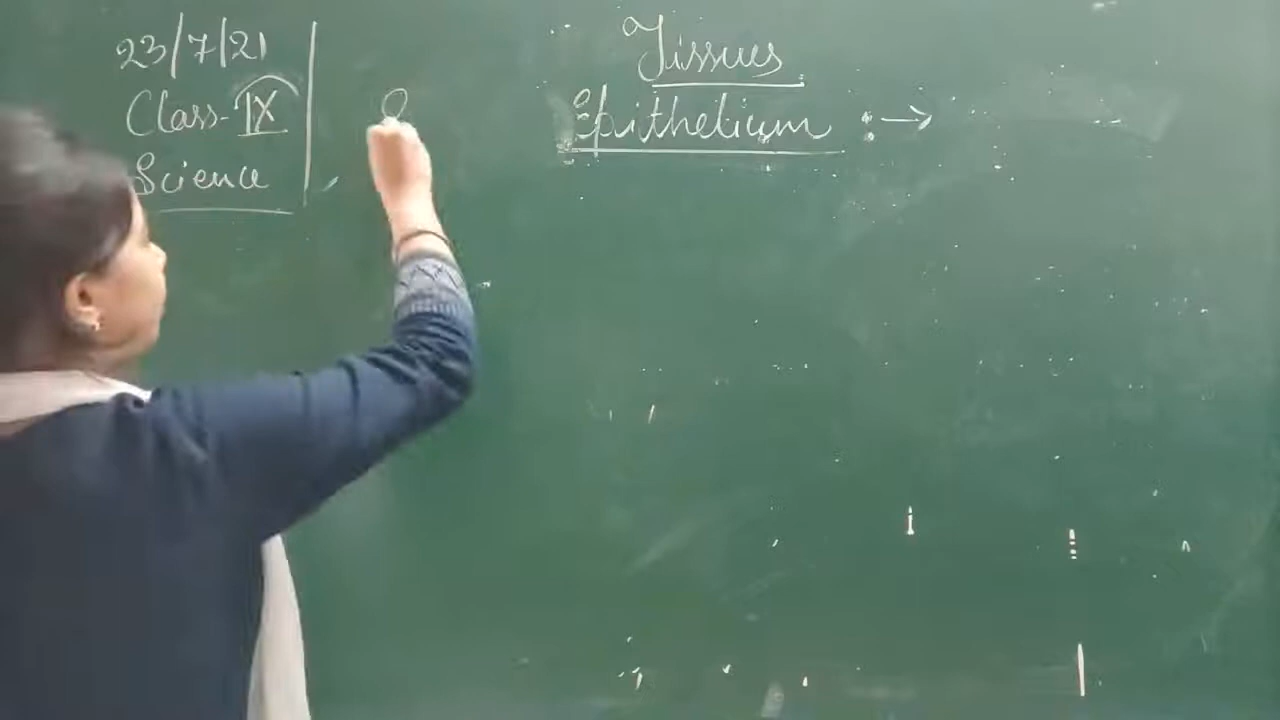 23/7/21
Class-IX
Science
Tissues
Epithelium :→